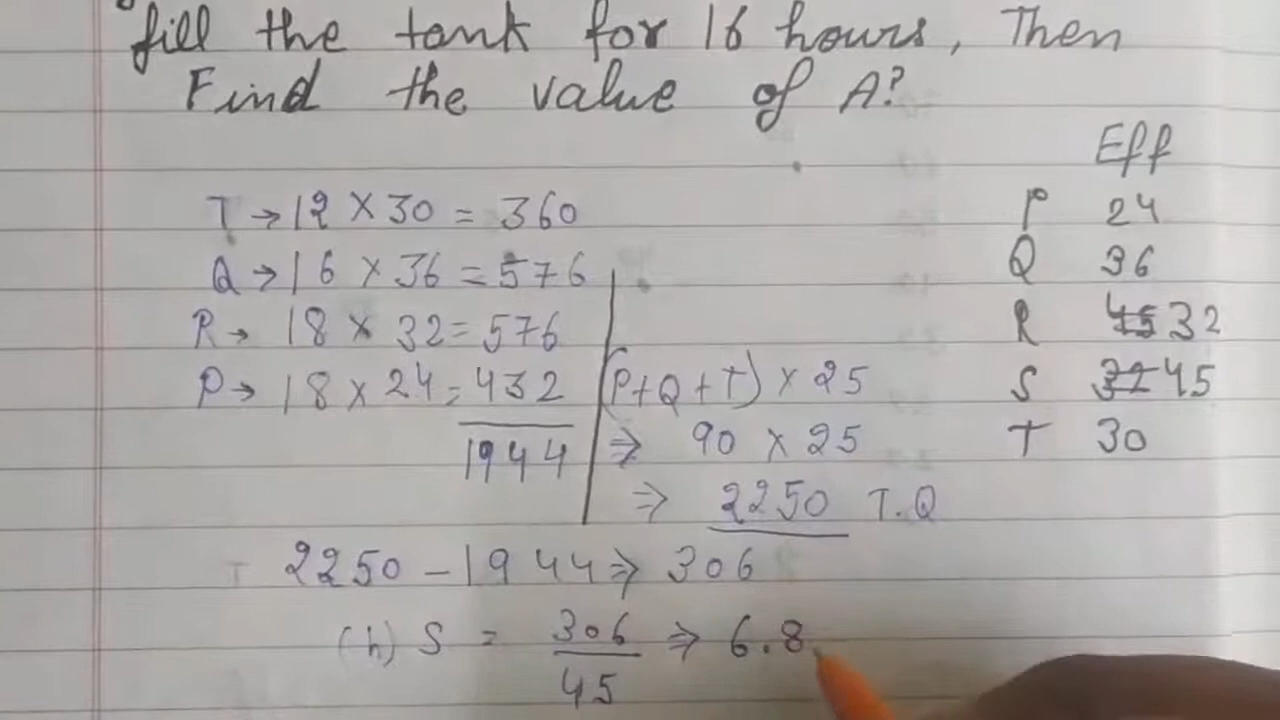 fill the tank for 16 hours, Then
Find the value of A?
Eff
T → 12 × 30 = 360
P 24
Q → 16 × 36 = 576
Q 36
R → 18 × 32 = 576
R 45 32
P → 18 × 24 = 432
(P+Q+T) × 25
S 32 45
1944
⇒ 90 × 25
T 30
⇒ 2250 T.Q
2250 - 1944 ⇒ 306
(h) S = 306/45 ⇒ 6.8